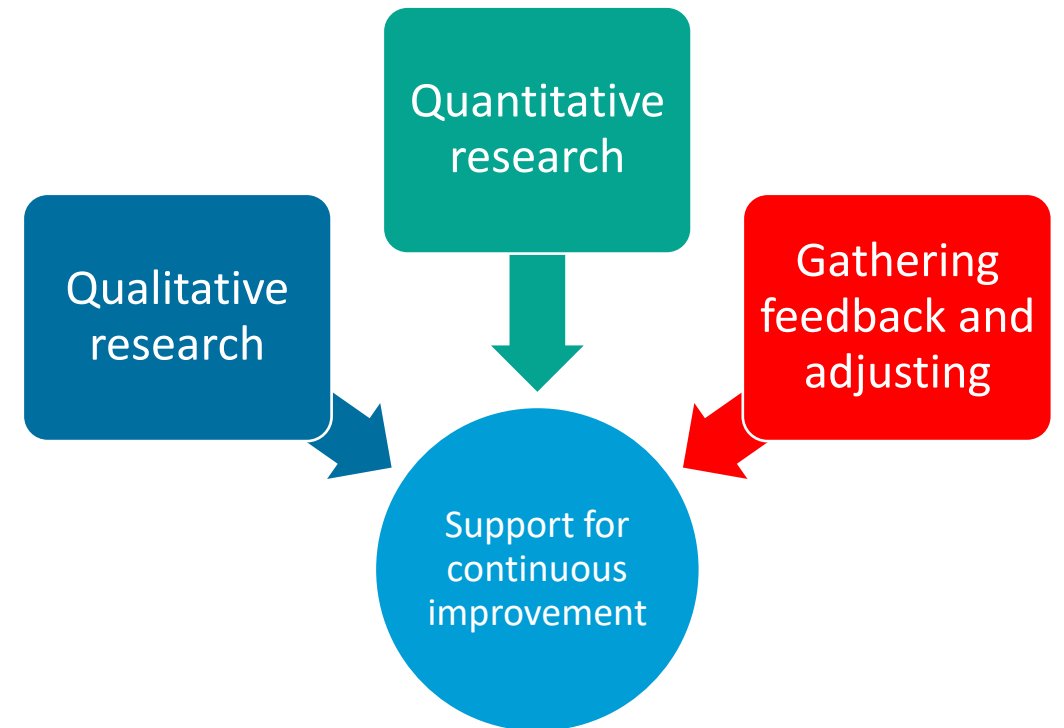 Quantitative
research
Qualitative
research
Gathering
feedback and
adjusting
Support for
continuous
improvement